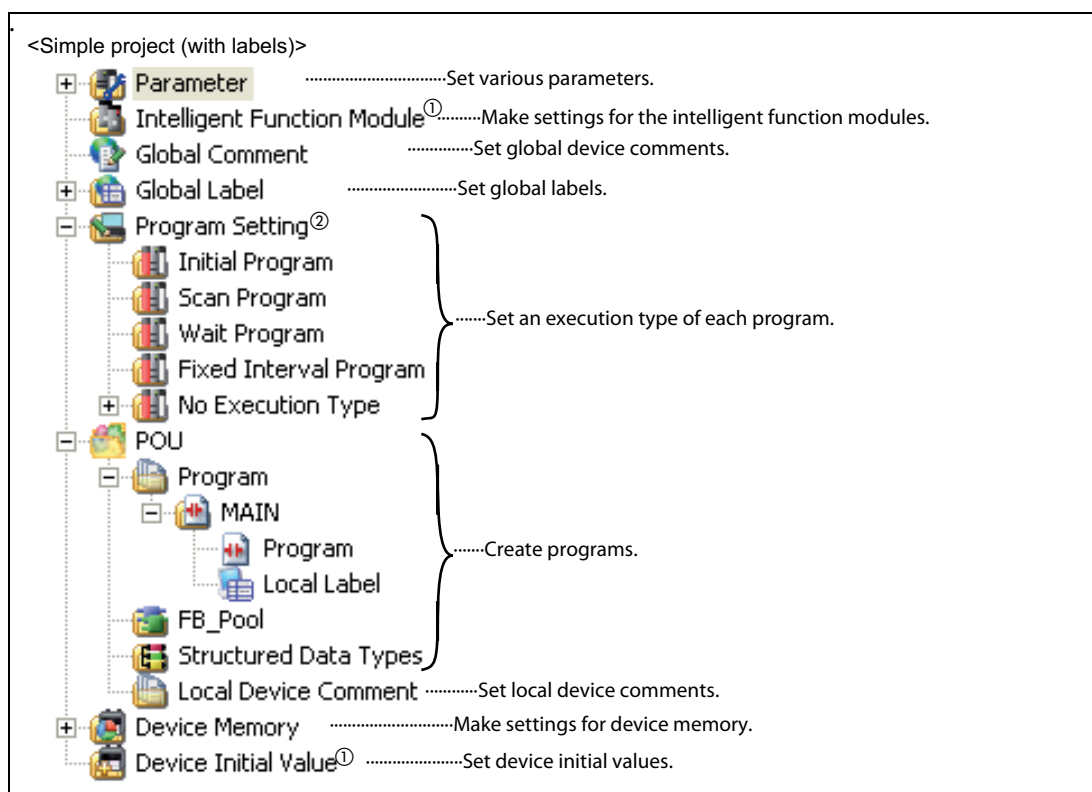 <Simple project (with labels)>
Parameter ······························Set various parameters.
Intelligent Function Module① ·········Make settings for the intelligent function modules.
Global Comment ··············Set global device comments.
Global Label ························Set global labels.
Program Setting②
Initial Program
Scan Program
Wait Program
Fixed Interval Program
No Execution Type
·······Set an execution type of each program.
POU
Program
MAIN
Program
Local Label
FB_Pool
Structured Data Types
·······Create programs.
Local Device Comment ···········Set local device comments.
Device Memory ···························Make settings for device memory.
Device Initial Value① ·····················Set device initial values.